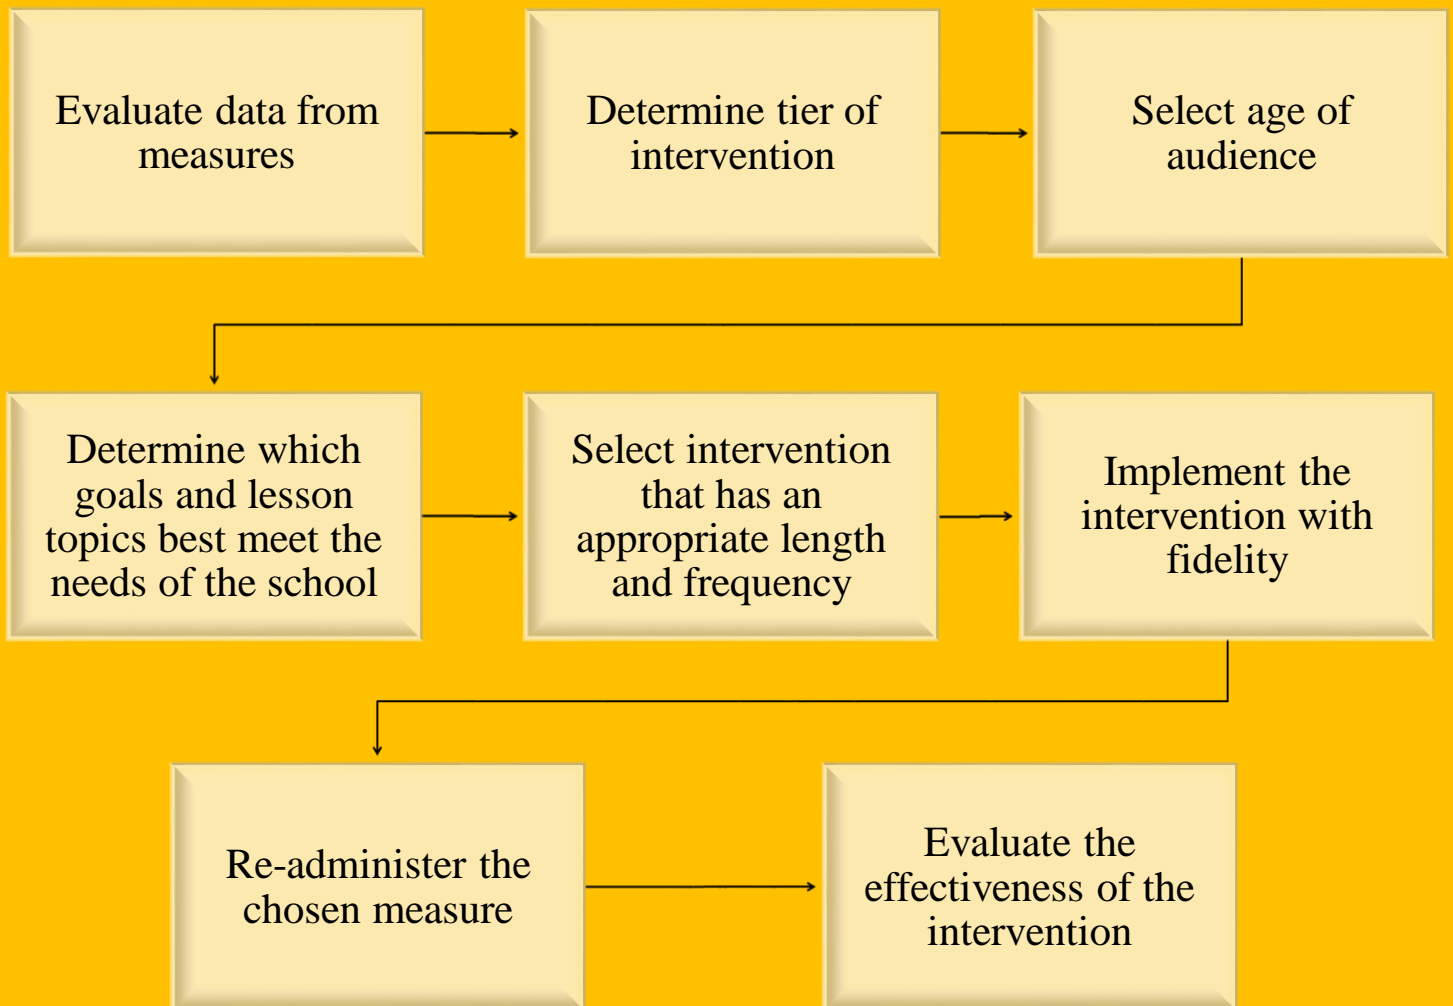 Evaluate data from
measures
Determine tier of
intervention
Select age of
audience
Determine which
goals and lesson
topics best meet the
needs of the school
Select intervention
that has an
appropriate length
and frequency
Implement the
intervention with
fidelity
Re-administer the
chosen measure
Evaluate the
effectiveness of the
intervention